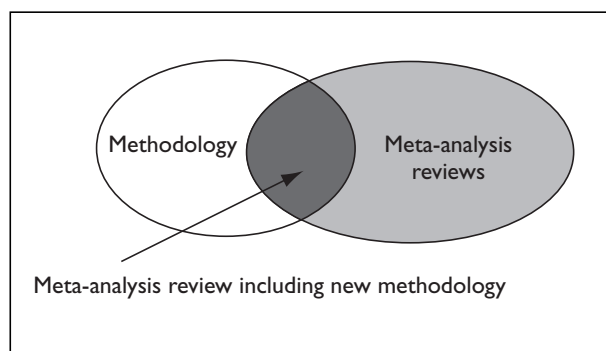 Methodology
Meta-analysis
reviews
Meta-analysis review including new methodology